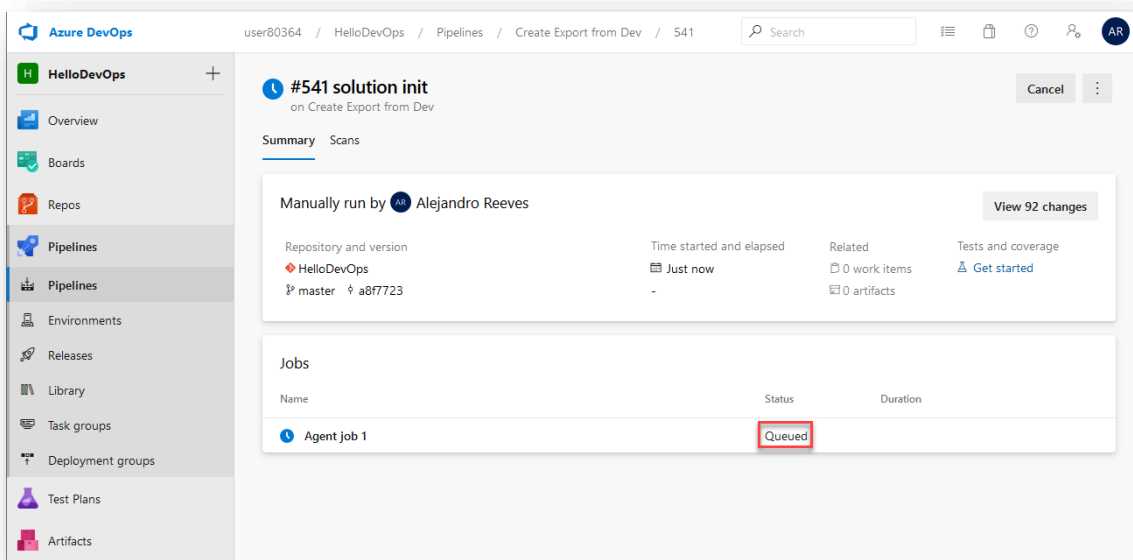 Azure DevOps
user80364 / HelloDevOps / Pipelines / Create Export from Dev / 541
Search
AR
H HelloDevOps
Overview
Boards
Repos
Pipelines
Pipelines
Environments
Releases
Library
Task groups
Deployment groups
Test Plans
Artifacts
#541 solution init
on Create Export from Dev
Cancel
Summary Scans
Manually run by AR Alejandro Reeves
View 92 changes
Repository and version
HelloDevOps
master a8f7723
Time started and elapsed
Just now
-
Related
0 work items
0 artifacts
Tests and coverage
Get started
Jobs
Name Status Duration
Agent job 1 Queued